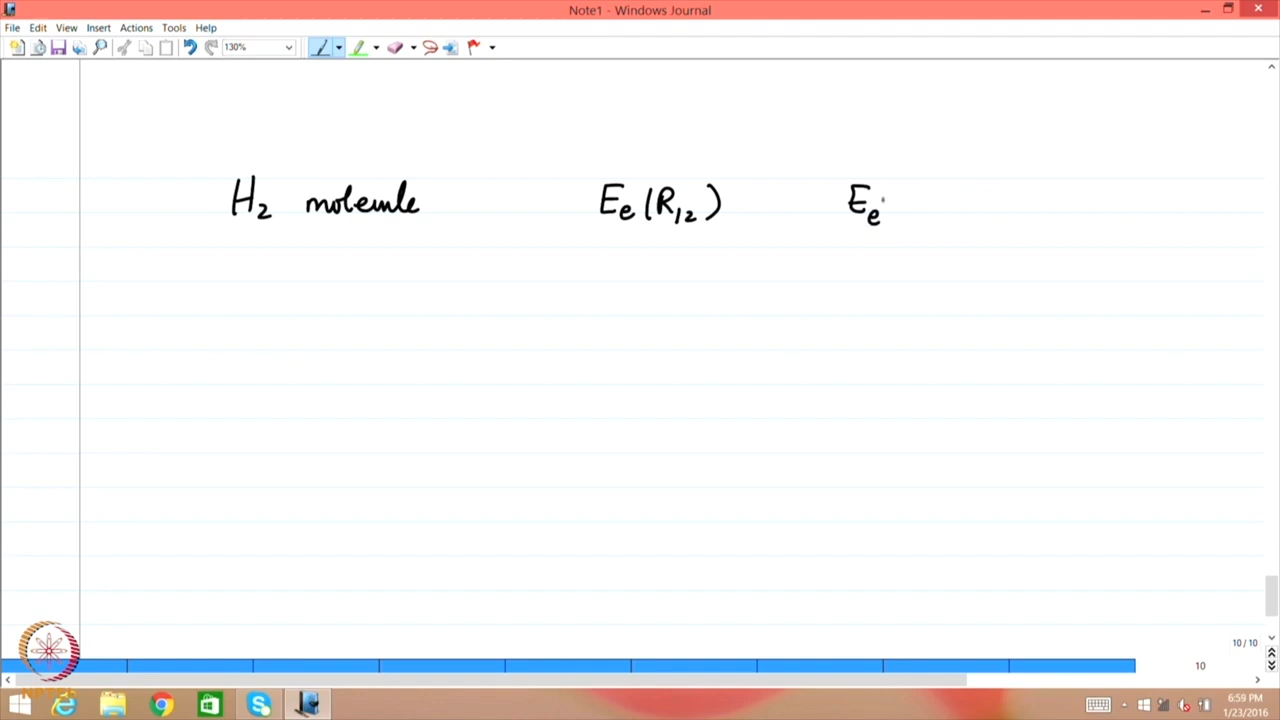 Note1 - Windows Journal
File Edit View Insert Actions Tools Help
130%
H₂ molecule Eₑ(R₁₂) Eₑ
10 / 10
10
NPTEL
6:59 PM
1/23/2016